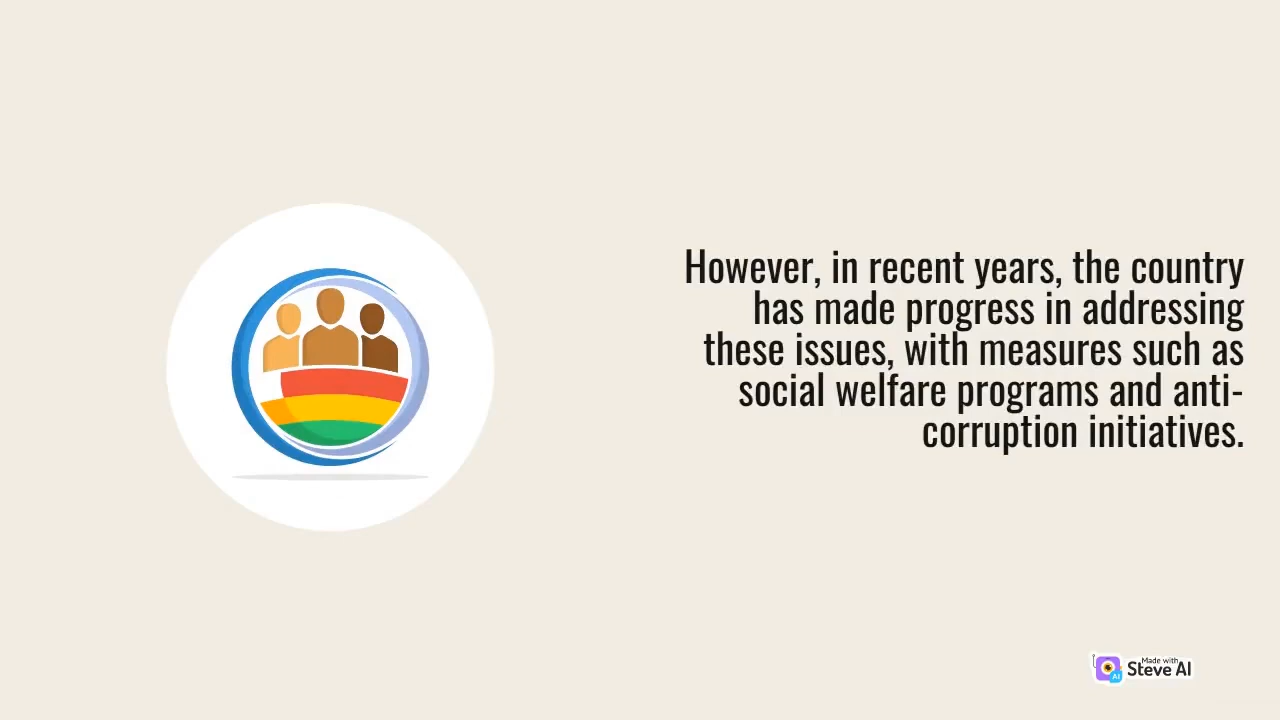 However, in recent years, the country
has made progress in addressing
these issues, with measures such as
social welfare programs and anti-
corruption initiatives.
Made with
Steve AI
AI